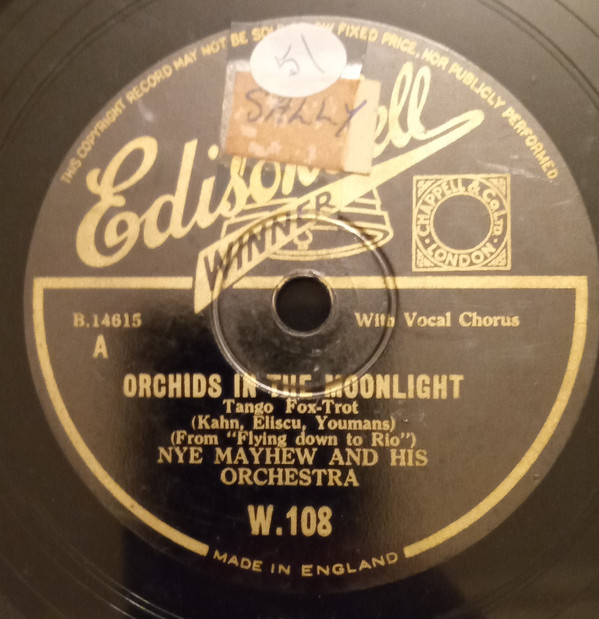 THIS COPYRIGHT RECORD MAY NOT BE SOLD BELOW FIXED PRICE, NOR PUBLICLY PERFORMED.
51
SALLY
Edison Bell
WINNER
CHAPPELL & Co LTD.
LONDON
B.14615
With Vocal Chorus
A
ORCHIDS IN THE MOONLIGHT
Tango Fox-Trot
(Kahn, Eliscu, Youmans)
(From "Flying down to Rio")
NYE MAYHEW AND HIS
ORCHESTRA
W.108
MADE IN ENGLAND